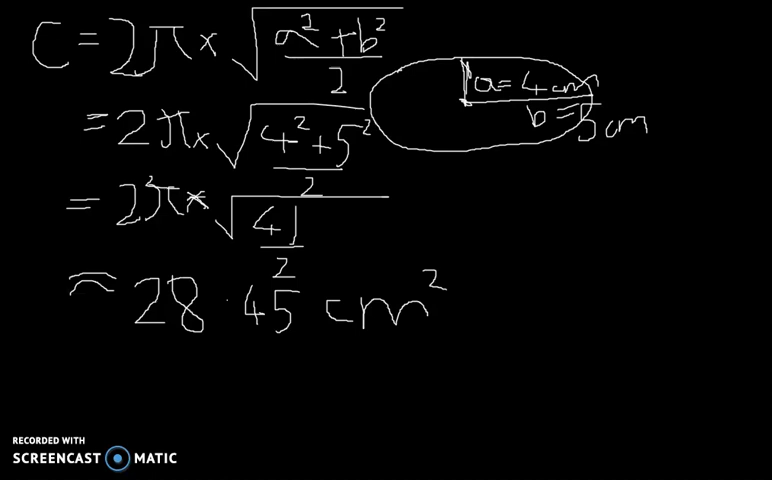 C = 2π × √((a² + b²)/2)
a = 4 cm
b = 5 cm
= 2π × √((4² + 5²)/2)
= 2π × √(41/2)
≈ 28.45 cm²
RECORDED WITH
SCREENCAST MATIC